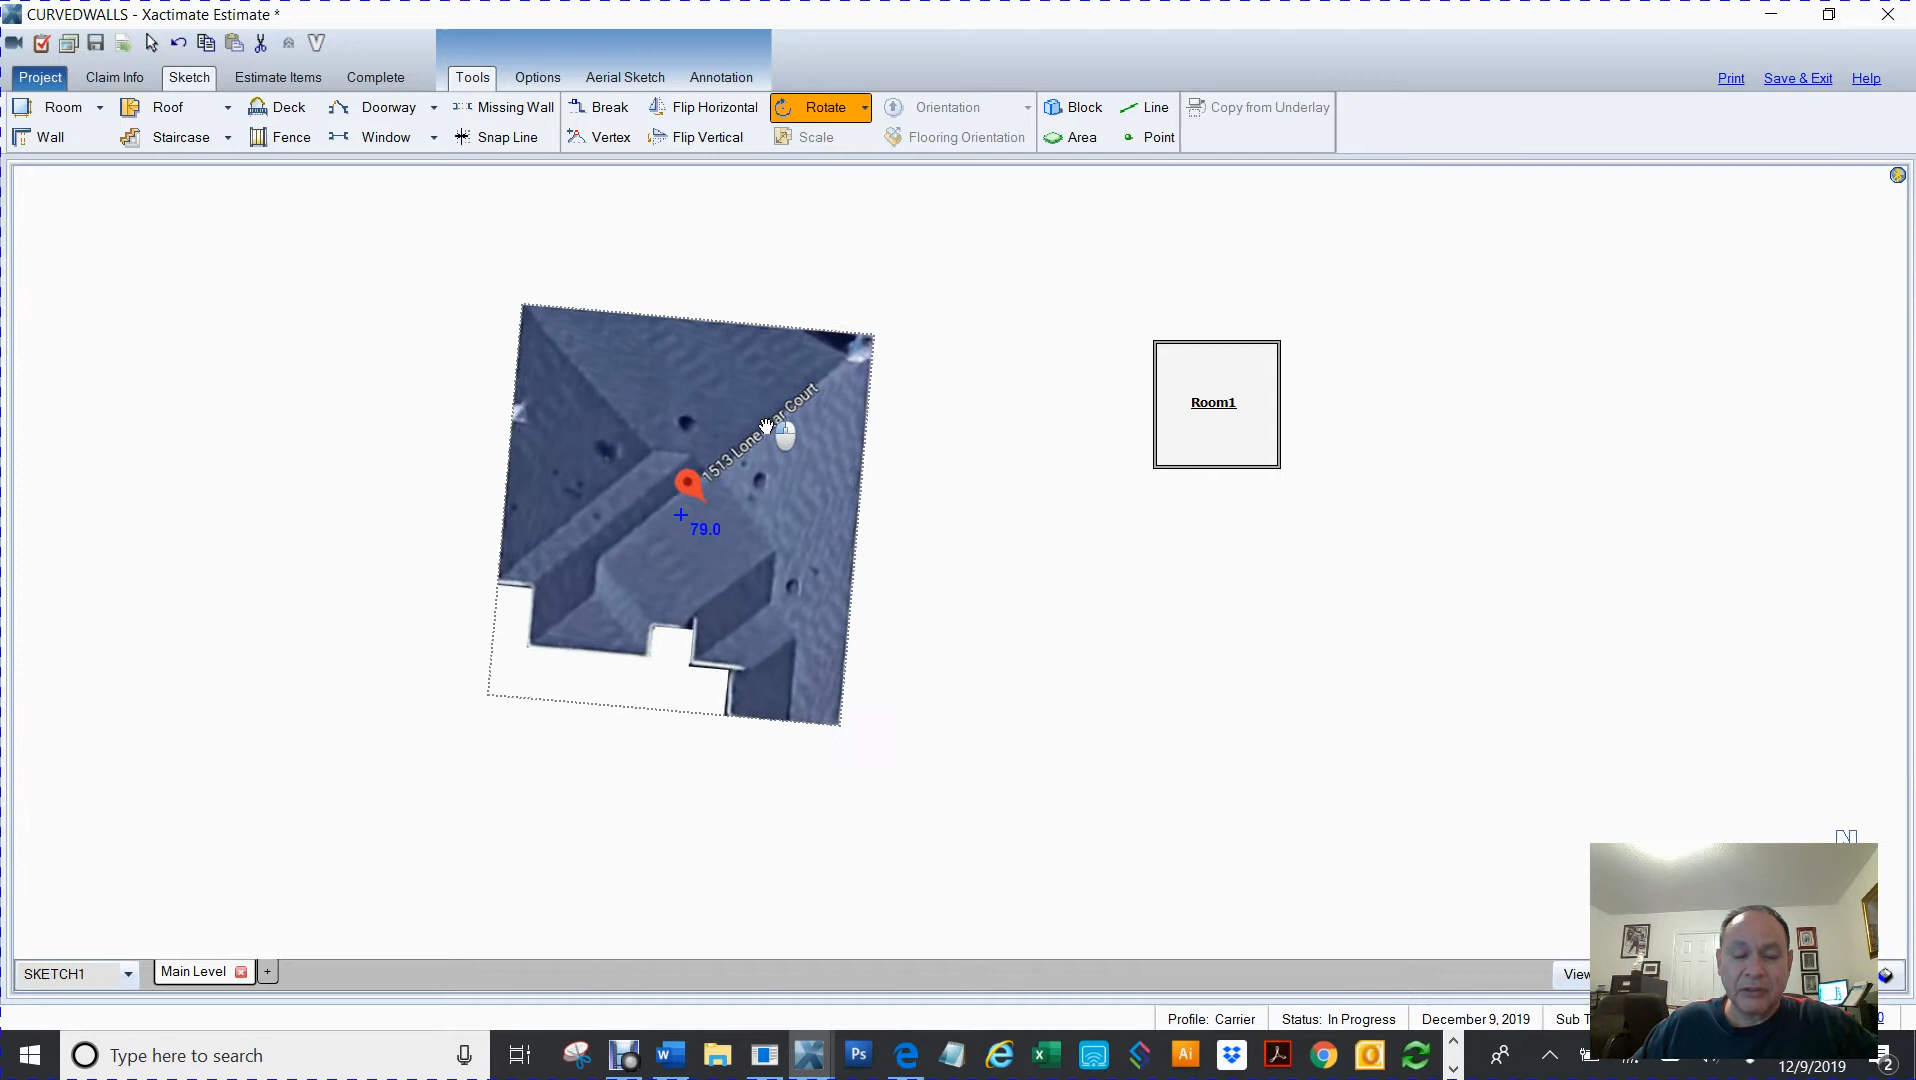 CURVEDWALLS - Xactimate Estimate *
Project Claim Info Sketch Estimate Items Complete Tools Options Aerial Sketch Annotation Print Save & Exit Help
Room Roof Deck Doorway Missing Wall Break Flip Horizontal Rotate Orientation Block Line Copy from Underlay
Wall Staircase Fence Window Snap Line Vertex Flip Vertical Scale Flooring Orientation Area Point
Room1
79.0
SKETCH1 Main Level +
Profile: Carrier Status: In Progress December 9, 2019 Sub
Type here to search
12/9/2019 2